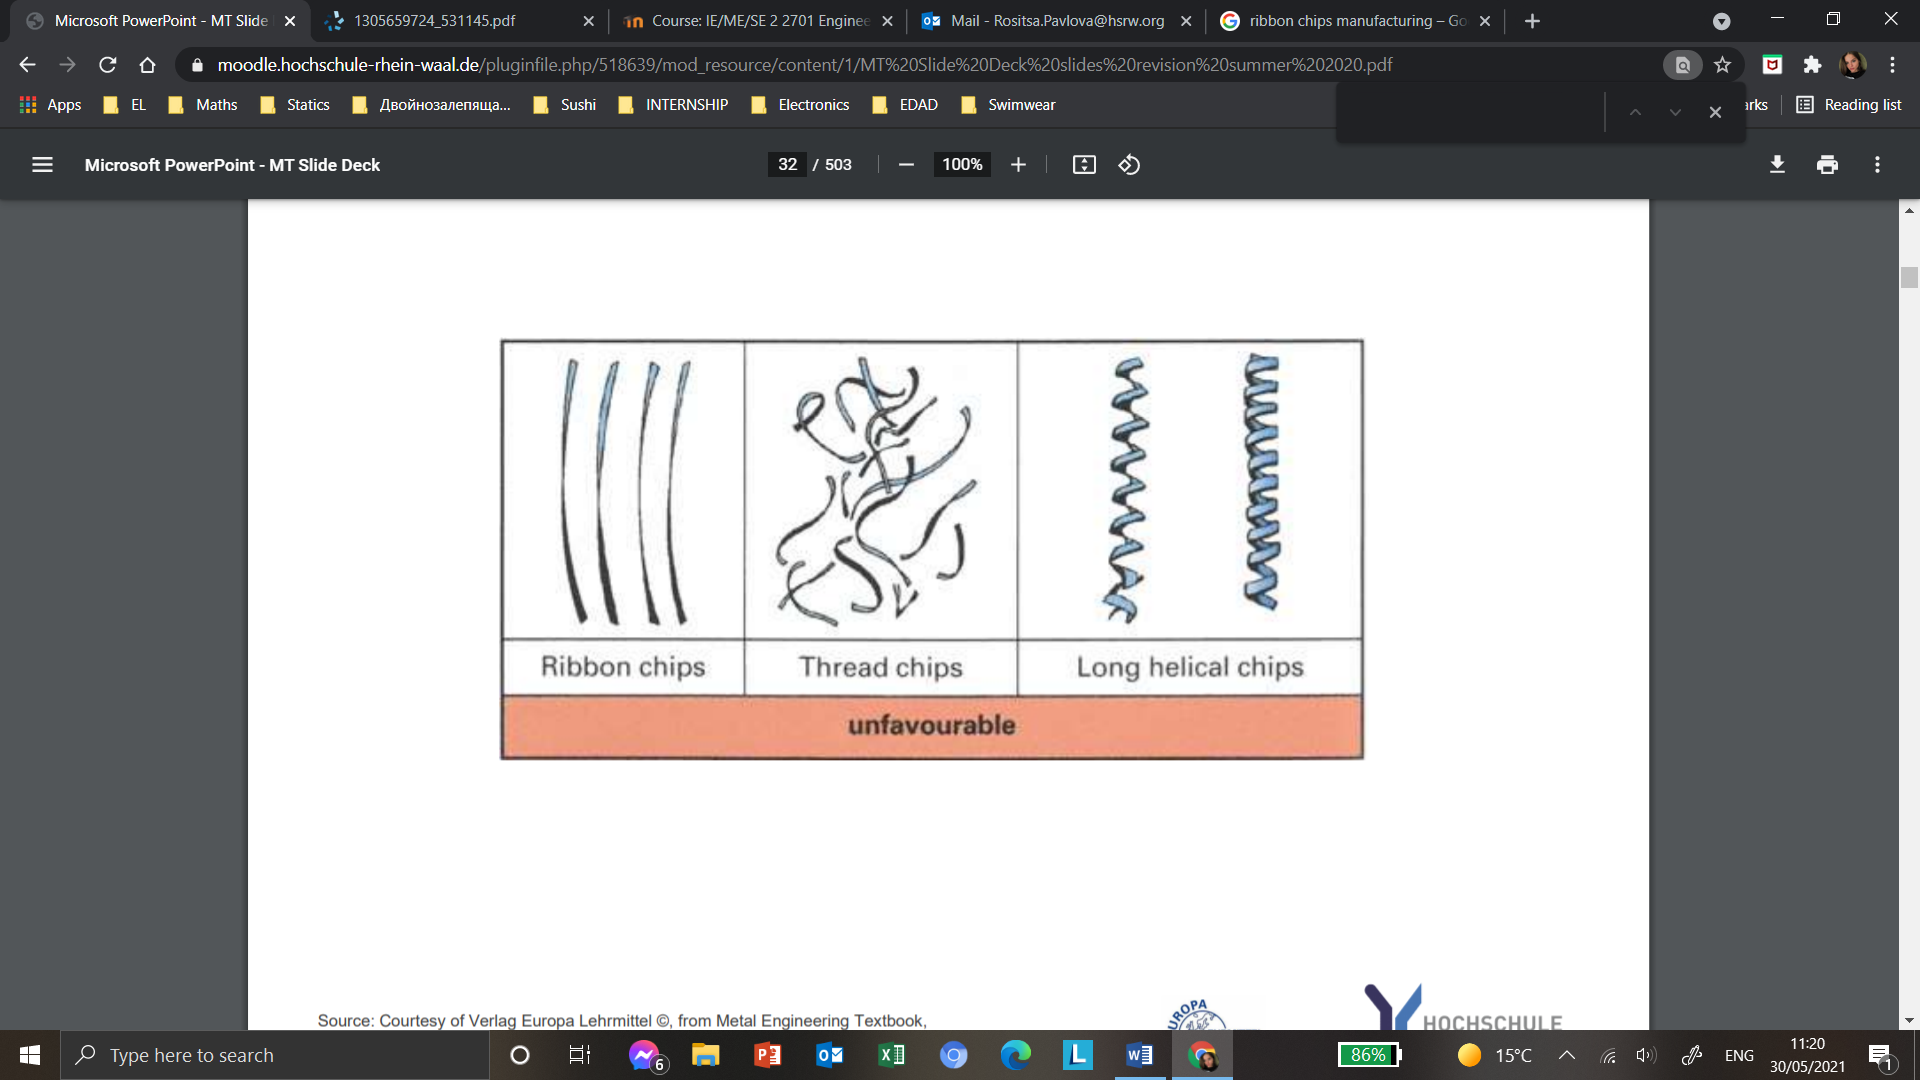 Microsoft PowerPoint - MT Slide
1305659724_531145.pdf
Course: IE/ME/SE 2 2701 Enginee
Mail - Rositsa.Pavlova@hsrw.org
ribbon chips manufacturing – Go
moodle.hochschule-rhein-waal.de/pluginfile.php/518639/mod_resource/content/1/MT%20Slide%20Deck%20slides%20revision%20summer%202020.pdf
Apps EL Maths Statics Двойнозалепяща... Sushi INTERNSHIP Electronics EDAD Swimwear arks Reading list
Microsoft PowerPoint - MT Slide Deck 32 / 503 100%
Ribbon chips Thread chips Long helical chips
unfavourable
Source: Courtesy of Verlag Europa Lehrmittel ©, from Metal Engineering Textbook,
EUROPA
HOCHSCHULE
Type here to search
6
86%
15°C
ENG
11:20
30/05/2021
1